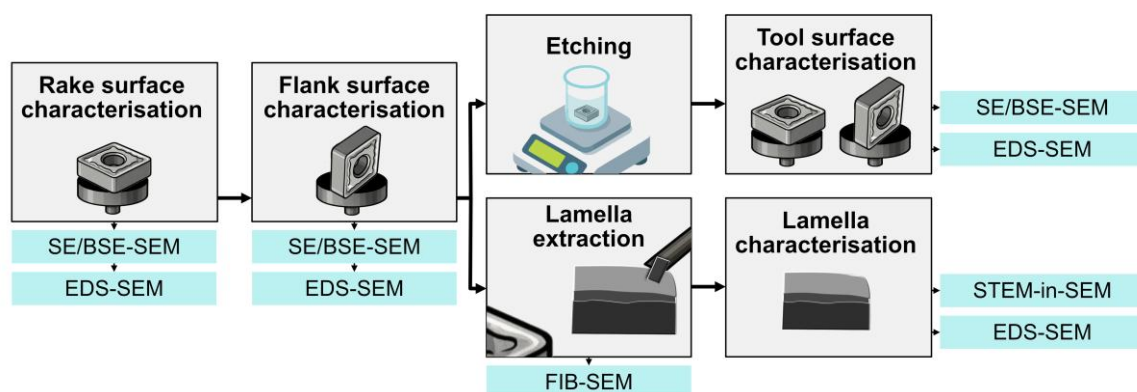 Rake surface
characterisation
SE/BSE-SEM
EDS-SEM
Flank surface
characterisation
SE/BSE-SEM
EDS-SEM
Etching
Tool surface
characterisation
SE/BSE-SEM
EDS-SEM
Lamella
extraction
FIB-SEM
Lamella
characterisation
STEM-in-SEM
EDS-SEM